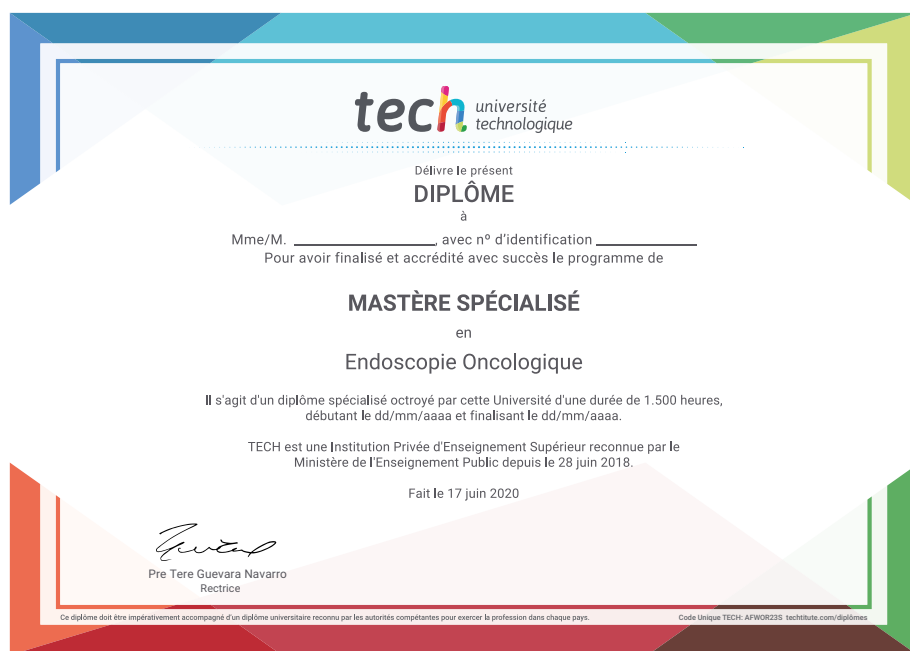 tech université
technologique
Délivre le présent
DIPLÔME
à
Mme/M. ____________________, avec nº d'identification ______________
Pour avoir finalisé et accrédité avec succès le programme de
MASTÈRE SPÉCIALISÉ
en
Endoscopie Oncologique
Il s'agit d'un diplôme spécialisé octroyé par cette Université d'une durée de 1.500 heures,
débutant le dd/mm/aaaa et finalisant le dd/mm/aaaa.
TECH est une Institution Privée d'Enseignement Supérieur reconnue par le
Ministère de l'Enseignement Public depuis le 28 juin 2018.
Fait le 17 juin 2020
Pre Tere Guevara Navarro
Rectrice
Ce diplôme doit être impérativement accompagné d'un diplôme universitaire reconnu par les autorités compétantes pour exercer la profession dans chaque pays.
Code Unique TECH: AFWOR23S techtitute.com/diplômes